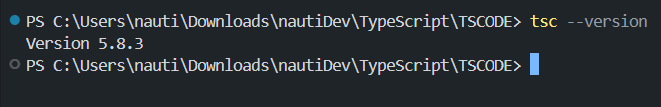 PS C:\Users\nauti\Downloads\nautiDev\TypeScript\TSCODE> tsc --version
Version 5.8.3
PS C:\Users\nauti\Downloads\nautiDev\TypeScript\TSCODE>